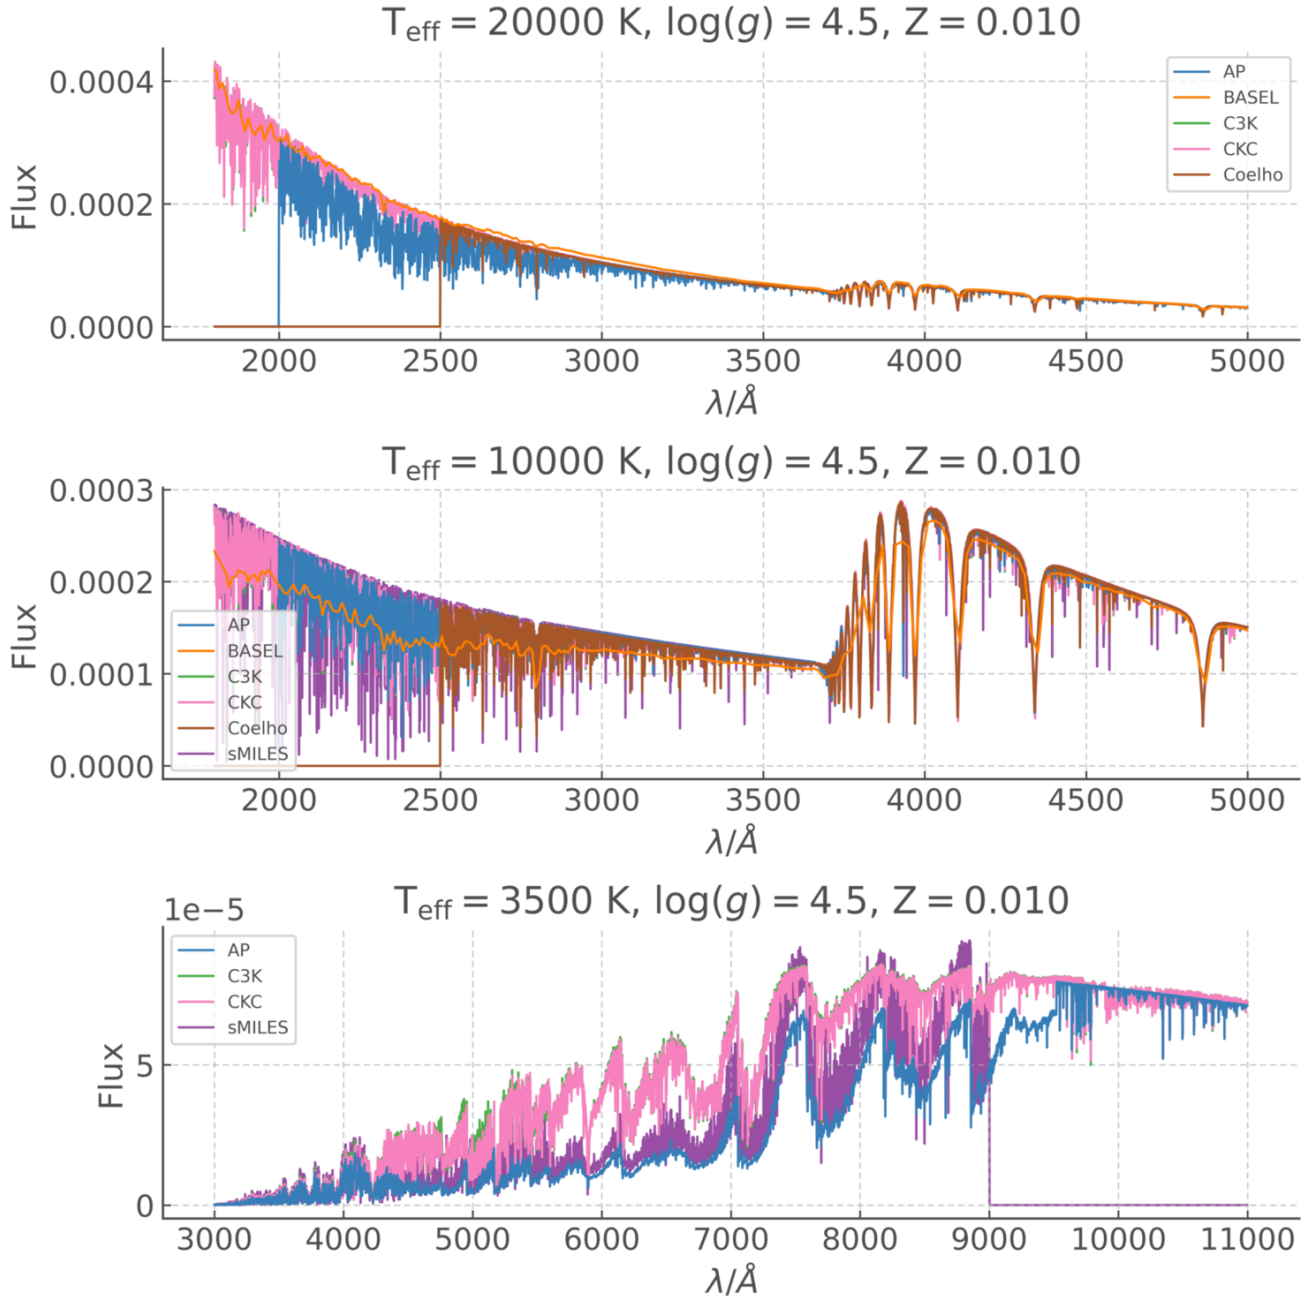 T_eff = 20000 K, log(g) = 4.5, Z = 0.010
0.0004
0.0002
0.0000
Flux
AP
BASEL
C3K
CKC
Coelho
2000 2500 3000 3500 4000 4500 5000
λ/Å
T_eff = 10000 K, log(g) = 4.5, Z = 0.010
0.0003
0.0002
0.0001
0.0000
Flux
AP
BASEL
C3K
CKC
Coelho
sMILES
2000 2500 3000 3500 4000 4500 5000
λ/Å
T_eff = 3500 K, log(g) = 4.5, Z = 0.010
1e−5
5
0
Flux
AP
C3K
CKC
sMILES
3000 4000 5000 6000 7000 8000 9000 10000 11000
λ/Å